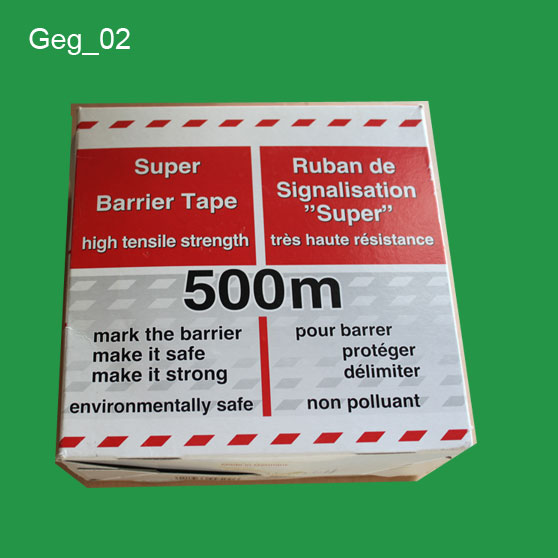 Geg_02
Super
Barrier Tape
high tensile strength
Ruban de
Signalisation
”Super”
très haute résistance
500m
mark the barrier
make it safe
make it strong
environmentally safe
pour barrer
protéger
délimiter
non polluant